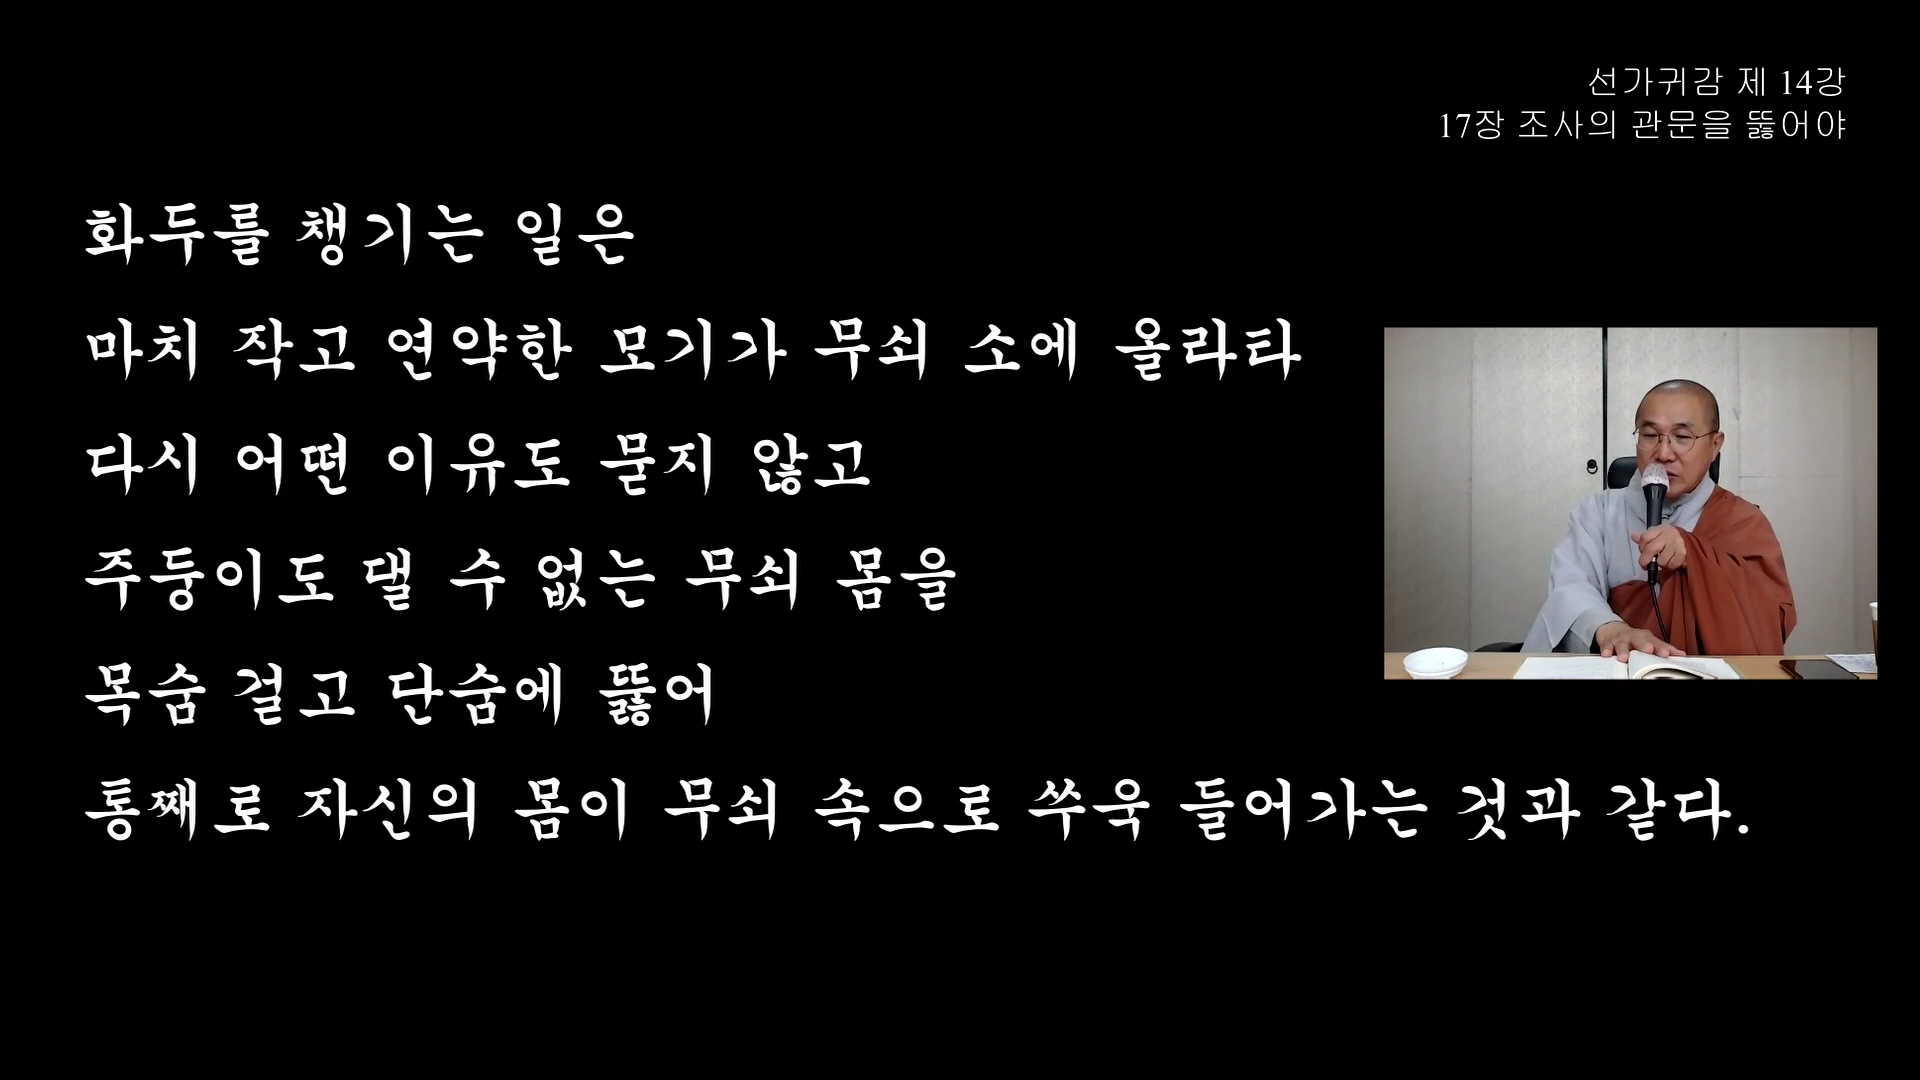 선가귀감 제 14강
17장 조사의 관문을 뚫어야
화두를 챙기는 일은
마치 작고 연약한 모기가 무쇠 소에 올라타
다시 어떤 이유도 묻지 않고
주둥이도 댈 수 없는 무쇠 몸을
목숨 걸고 단숨에 뚫어
통째로 자신의 몸이 무쇠 속으로 쑤욱 들어가는 것과 같다.